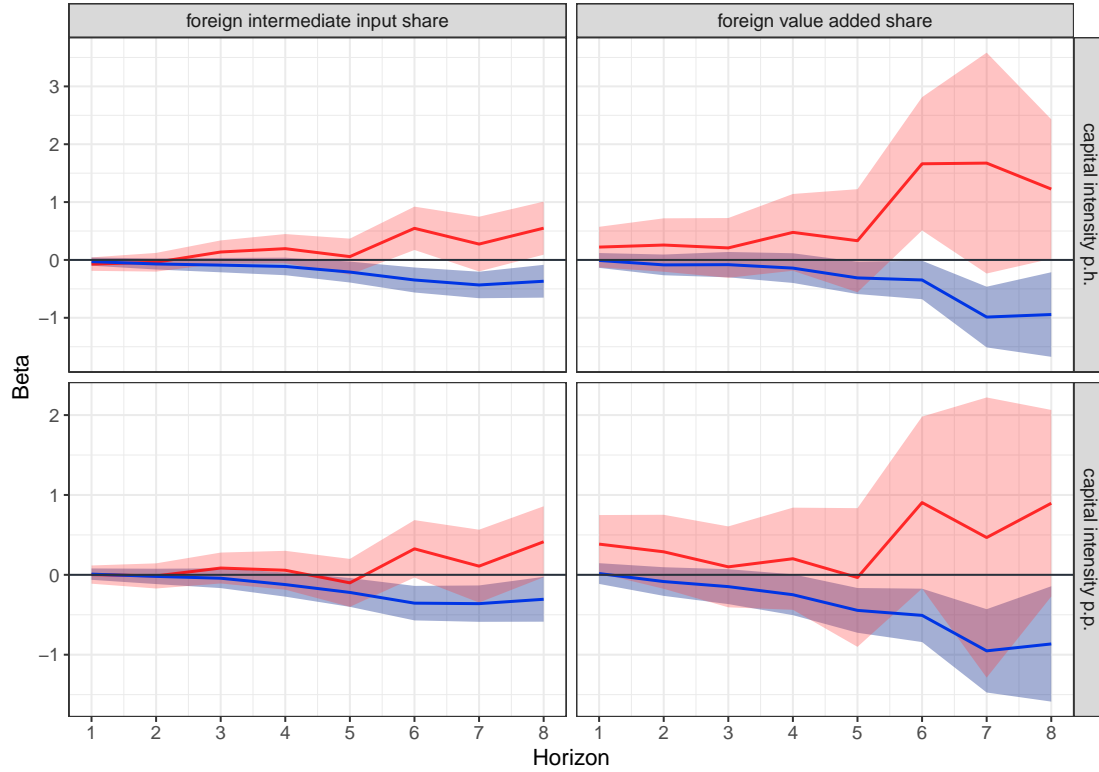 foreign intermediate input share
foreign value added share
3
2
1
0
−1
capital intensity p.h.
Beta
2
1
0
−1
capital intensity p.p.
1 2 3 4 5 6 7 8
1 2 3 4 5 6 7 8
Horizon